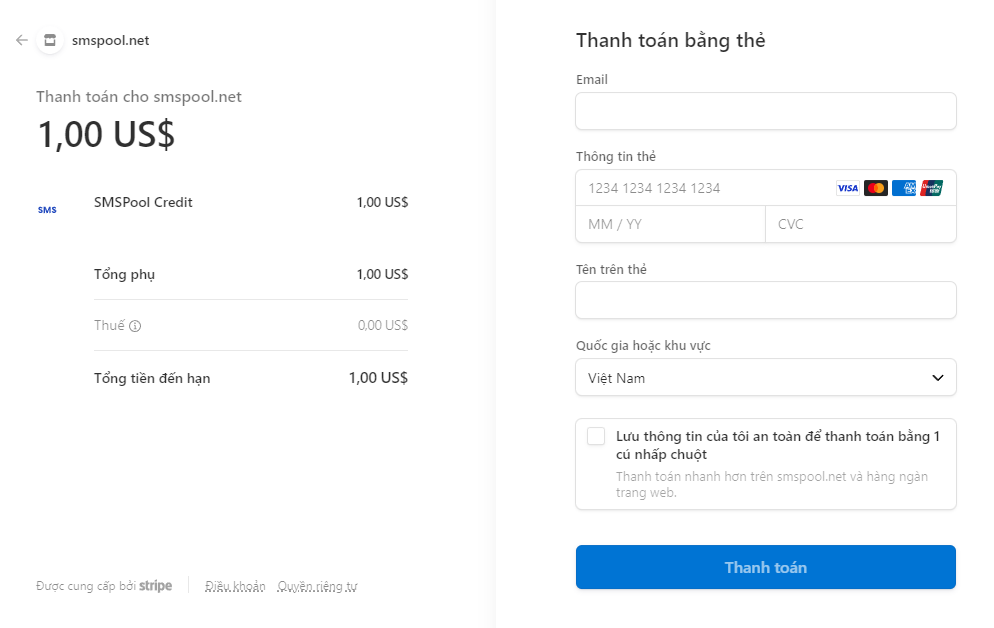 smspool.net
Thanh toán cho smspool.net
1,00 US$
SMS
SMSPool Credit 1,00 US$
Tổng phụ 1,00 US$
Thuế 0,00 US$
Tổng tiền đến hạn 1,00 US$
Được cung cấp bởi stripe
Điều khoản Quyền riêng tư
Thanh toán bằng thẻ
Email
Thông tin thẻ
1234 1234 1234 1234 VISA
MM / YY CVC
Tên trên thẻ
Quốc gia hoặc khu vực
Việt Nam
Lưu thông tin của tôi an toàn để thanh toán bằng 1
cú nhấp chuột
Thanh toán nhanh hơn trên smspool.net và hàng ngàn
trang web.
Thanh toán